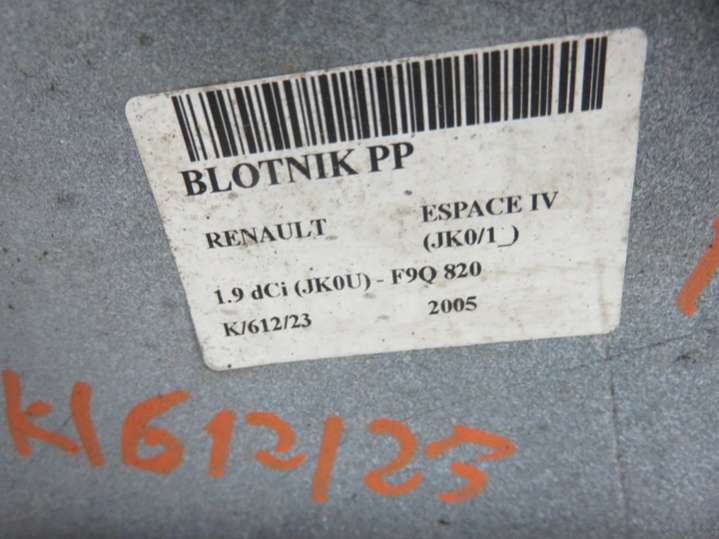 BLOTNIK PP
RENAULT ESPACE IV
(JK0/1_)
1.9 dCi (JK0U) - F9Q 820
K/612/23 2005
K/612/23